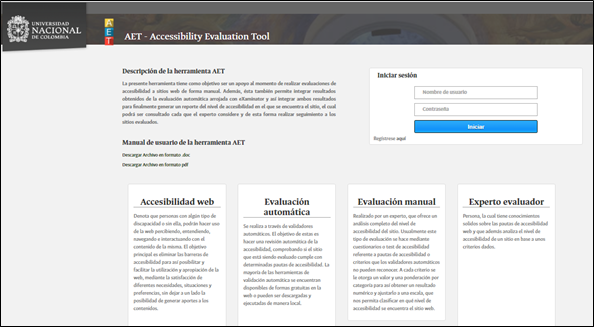 UNIVERSIDAD
NACIONAL
DE COLOMBIA
AET
AET - Accessibility Evaluation Tool
Descripción de la herramienta AET
La presente herramienta tiene como objetivo ser un apoyo al momento de realizar evaluaciones de
accesibilidad a sitios web de forma manual. Además, ésta también permite integrar resultados
obtenidos de la evaluación automática arrojada con eXaminator y así integrar ambos resultados
para finalmente generar un reporte del nivel de accesibilidad en el que se encuentra el sitio, el cual
podrá ser consultado cada que el experto considere y de esta forma realizar seguimiento a los
sitios evaluados.
Manual de usuario de la herramienta AET
Descargar Archivo en formato .doc
Descargar Archivo en formato pdf
Iniciar sesión
Nombre de usuario
Contraseña
Iniciar
Regístrese aquí
Accesibilidad web
Denota que personas con algún tipo de
discapacidad o sin ella, podrán hacer uso
de la web percibiendo, entendiendo,
navegando e interactuando con el
contenido de la misma. El objetivo
principal es eliminar las barreras de
accesibilidad para así posibilitar y
facilitar la utilización y apropiación de la
web, mediante la satisfacción de
diferentes necesidades, situaciones y
preferencias, sin dejar a un lado la
posibilidad de generar aportes a los
contenidos.
Evaluación
automática
Se realiza a través de validadores
automáticos. El objetivo de estas es
hacer una revisión automática de la
accesibilidad, comprobando si el sitio
que está siendo evaluado cumple con
determinadas pautas de accesibilidad. La
mayoría de las herramientas de
validación automática se encuentran
disponibles de formas gratuitas en la
web o pueden ser descargadas y
ejecutadas de manera local.
Evaluación manual
Realizado por un experto, que ofrece un
análisis completo del nivel de
accesibilidad del sitio. Usualmente este
tipo de evaluación se hace mediante
cuestionarios o test de accesibilidad
referente a pautas de accesibilidad o
criterios que los validadores automáticos
no pueden reconocer. A cada criterio se
le otorga un valor y una ponderación por
categoría para así obtener un resultado
numérico y ajustarlo a una escala, que
nos permita clasificar en qué nivel de
accesibilidad se encuentra el sitio web.
Experto evaluador
Persona, la cual tiene conocimientos
solidos sobre las pautas de accesibilidad
web y que además analiza el nivel de
accesibilidad de un sitio en base a unos
criterios dados.